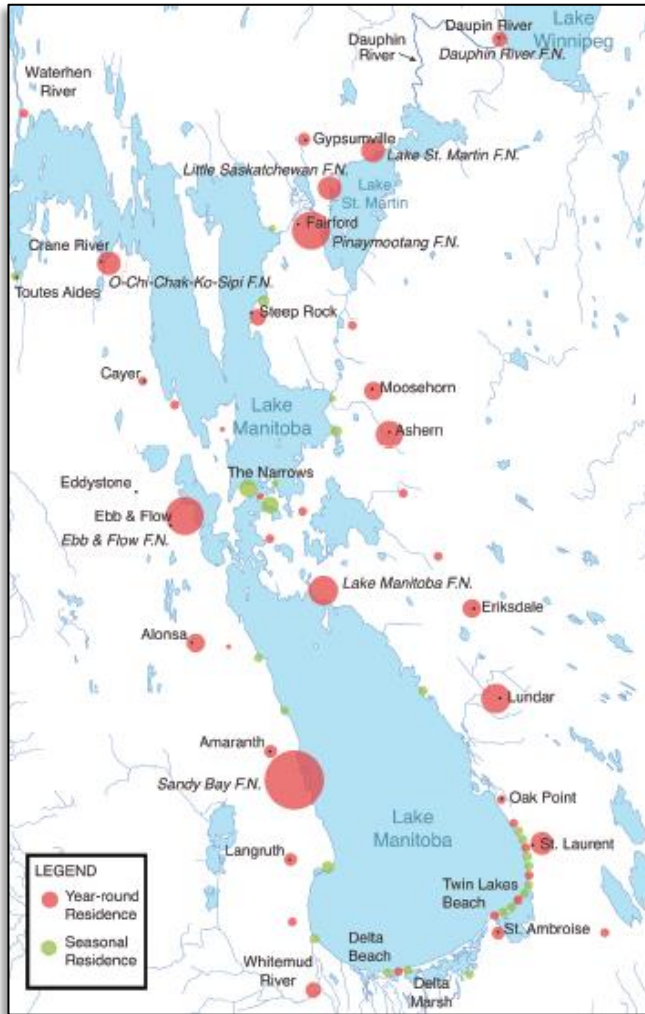 Daupin River
Lake
Winnipeg
Dauphin
River
Dauphin River F.N.
Waterhen
River
Gypsumville
Lake St. Martin F.N.
Little Saskatchewan F.N.
Lake
St. Martin
Fairford
Pinaymootang F.N.
Crane River
O-Chi-Chak-Ko-Sipi F.N.
Toutes Aides
Steep Rock
Cayer
Moosehorn
Lake
Manitoba
Ashern
The Narrows
Eddystone
Ebb & Flow
Ebb & Flow F.N.
Lake Manitoba F.N.
Eriksdale
Alonsa
Lundar
Amaranth
Sandy Bay F.N.
Oak Point
Lake
Manitoba
St. Laurent
Langruth
Twin Lakes
Beach
St. Ambroise
Delta
Beach
Whitemud
River
Delta
Marsh
LEGEND
Year-round
Residence
Seasonal
Residence